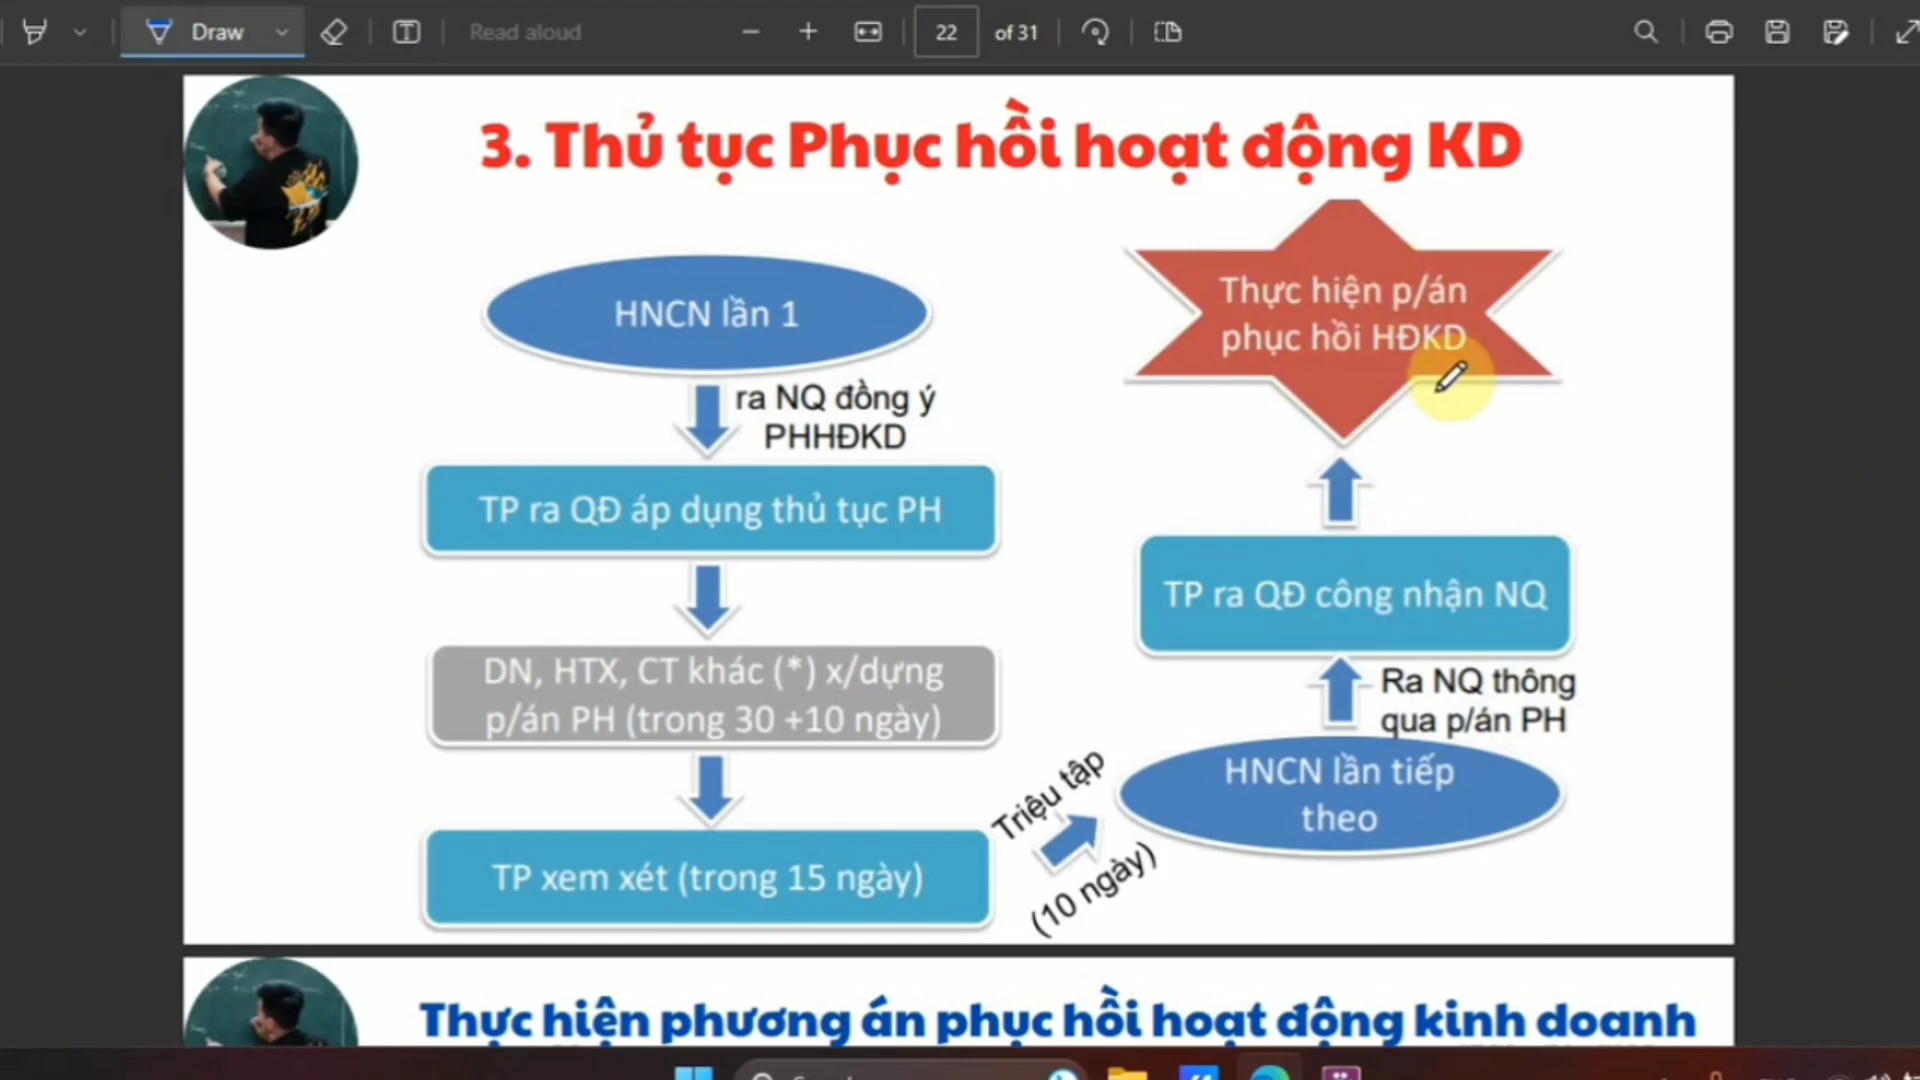 Draw
Read aloud
22
of 31
3. Thủ tục Phục hồi hoạt động KD
HNCN lần 1
ra NQ đồng ý
PHHĐKD
TP ra QĐ áp dụng thủ tục PH
DN, HTX, CT khác (*) x/dựng
p/án PH (trong 30 +10 ngày)
TP xem xét (trong 15 ngày)
Triệu tập
(10 ngày)
HNCN lần tiếp
theo
Ra NQ thông
qua p/án PH
TP ra QĐ công nhận NQ
Thực hiện p/án
phục hồi HĐKD
Thực hiện phương án phục hồi hoạt động kinh doanh